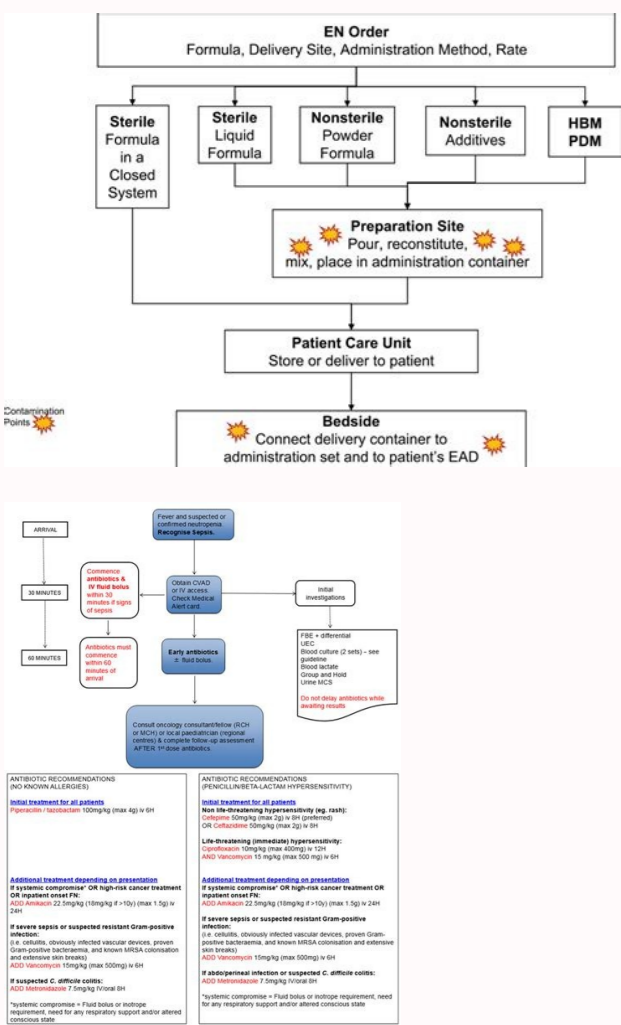 EN Order
Formula, Delivery Site, Administration Method, Rate
Sterile
Formula
in a
Closed
System
Sterile
Liquid
Formula
Nonsterile
Powder
Formula
Nonsterile
Additives
HBM
PDM
Preparation Site
Pour, reconstitute,
mix, place in administration container
Patient Care Unit
Store or deliver to patient
Contamination
Points
Bedside
Connect delivery container to
administration set and to patient's EAD
ARRIVAL
30 MINUTES
60 MINUTES
Fever and suspected or
confirmed neutropenia
Recognise Sepsis.
Commence
antibiotics &
IV fluid bolus
within 30
minutes if signs
of sepsis
Antibiotics must
commence
within 60
minutes of
arrival
Obtain CVAD
or IV access.
Check Medical
Alert card
Early antibiotics
± fluid bolus
Initial
investigations
FBE + differential
UEC
Blood culture (2 sets) – see
guideline
Blood lactate
Group and Hold
Urine MCS
Do not delay antibiotics while
awaiting results
Consult oncology consultant/fellow (RCH
or MCH) or local paediatrician (regional
centres) & complete follow-up assessment
AFTER 1st dose antibiotics.
ANTIBIOTIC RECOMMENDATIONS
(NO KNOWN ALLERGIES)
Initial treatment for all patients
Piperacillin / tazobactam 100mg/kg (max 4g) iv 6H
Additional treatment depending on presentation
If systemic compromise* OR high-risk cancer treatment
OR inpatient onset FN:
ADD Amikacin 22.5mg/kg (18mg/kg if >10y) (max 1.5g) iv
24H
If severe sepsis or suspected resistant Gram-positive
infection:
(i.e. cellulitis, obviously infected vascular devices, proven
Gram-positive bacteraemia, and known MRSA colonisation
and extensive skin breaks)
ADD Vancomycin 15mg/kg (max 500mg) iv 6H
If suspected C. difficile colitis:
ADD Metronidazole 7.5mg/kg IV/oral 8H
*systemic compromise = Fluid bolus or inotrope
requirement, need for any respiratory support and/or altered
conscious state
ANTIBIOTIC RECOMMENDATIONS
(PENICILLIN/BETA-LACTAM HYPERSENSITIVITY)
Initial treatment for all patients
Non life-threatening hypersensitivity (eg. rash):
Cefepime 50mg/kg (max 2g) iv 8H (preferred)
OR Ceftazidime 50mg/kg (max 2g) iv 8H
Life-threatening (immediate) hypersensitivity:
Ciprofloxacin 10mg/kg (max 400mg) iv 12H
AND Vancomycin 15 mg/kg (max 500 mg) iv 6H
Additional treatment depending on presentation
If systemic compromise* OR high-risk cancer treatment OR
inpatient onset FN:
ADD Amikacin 22.5mg/kg (18mg/kg if >10y) (max 1.5g) iv 24H
If severe sepsis or suspected resistant Gram-positive
infection:
(i.e. cellulitis, obviously infected vascular devices, proven Gram-
positive bacteraemia, and known MRSA colonisation and extensive
skin breaks)
ADD Vancomycin 15mg/kg (max 500mg) iv 6H
If abdo/perineal infection or suspected C. difficile colitis:
ADD Metronidazole 7.5mg/kg IV/oral 8H
*systemic compromise = Fluid bolus or inotrope requirement, need
for any respiratory support and/or altered conscious state